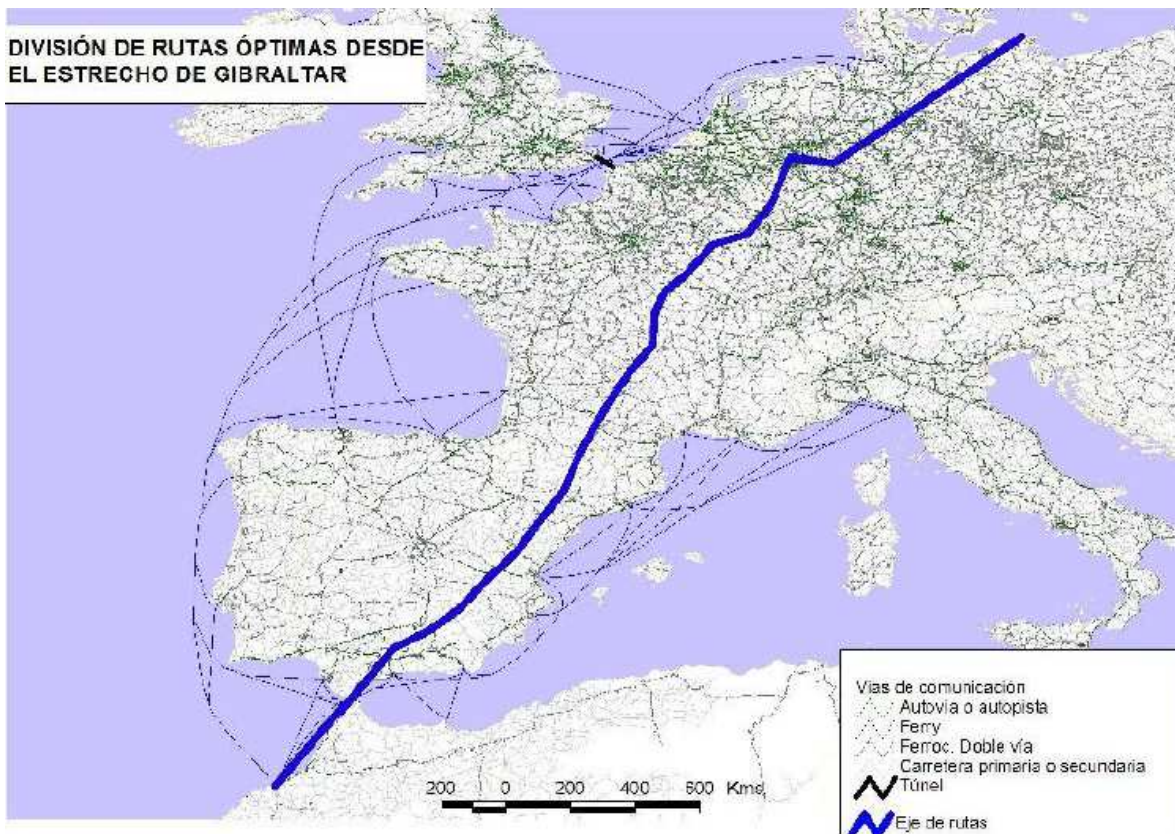 DIVISIÓN DE RUTAS ÓPTIMAS DESDE
EL ESTRECHO DE GIBRALTAR
Vías de comunicación
Autovia o autopista
Ferry
Ferroc. Doble vía
Carretera primaria o secundaria
Túnel
Eje de rutas
200 0 200 400 600 Kms